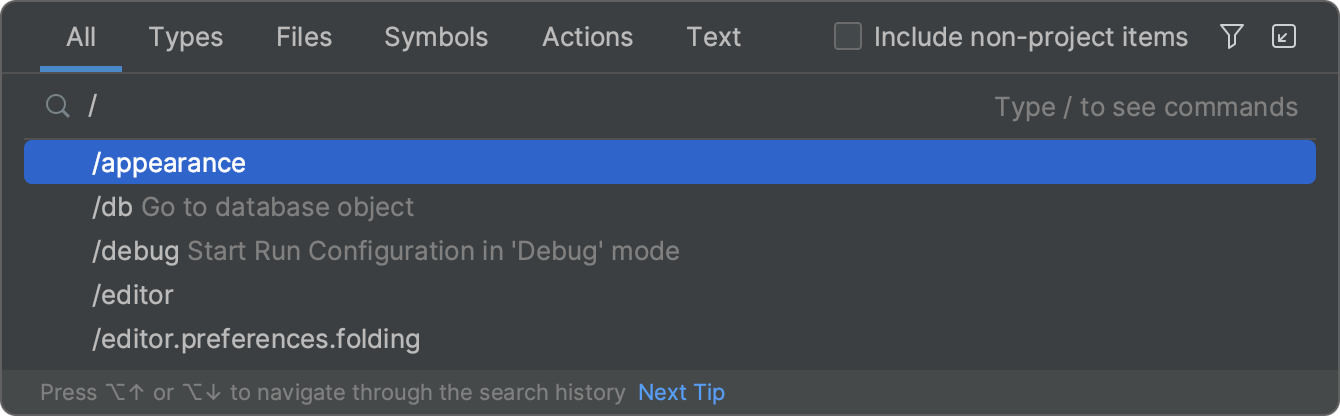 All Types Files Symbols Actions Text Include non-project items
/ Type / to see commands
/appearance
/db Go to database object
/debug Start Run Configuration in 'Debug' mode
/editor
/editor.preferences.folding
Press ⌥↑ or ⌥↓ to navigate through the search history Next Tip